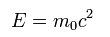 E = m₀c²